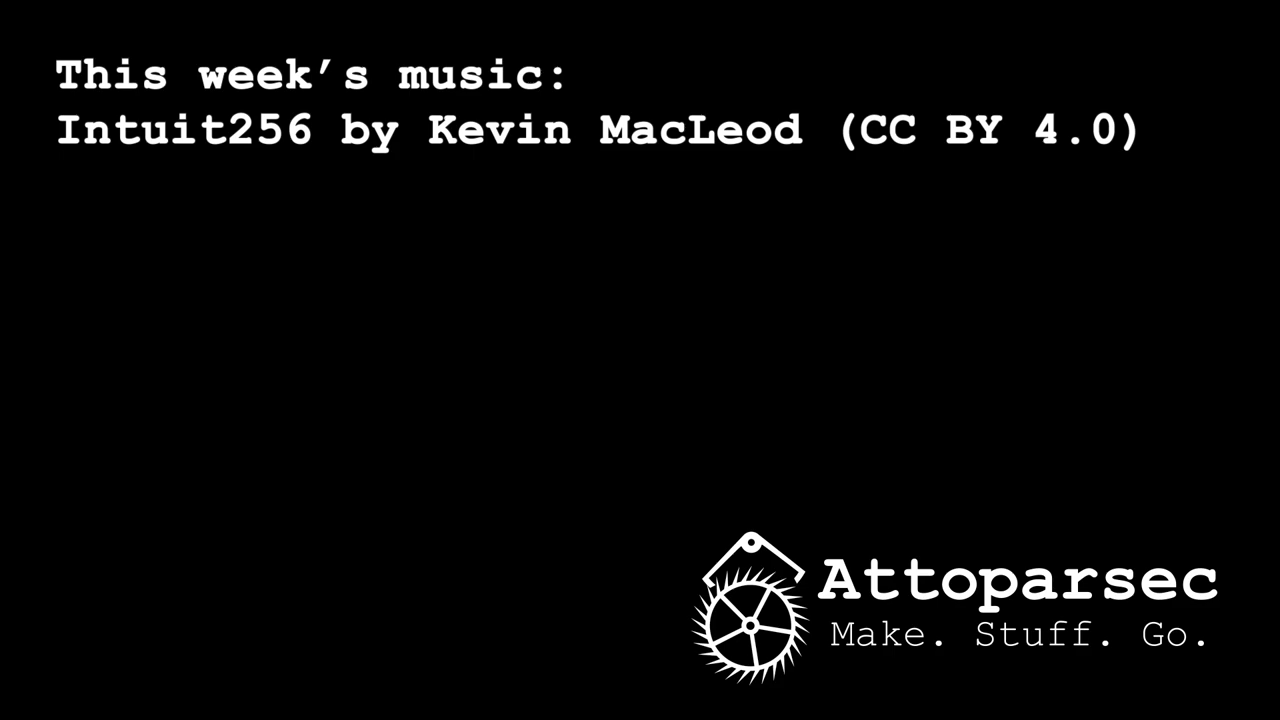 This week’s music:
Intuit256 by Kevin MacLeod (CC BY 4.0)
Attoparsec
Make. Stuff. Go.